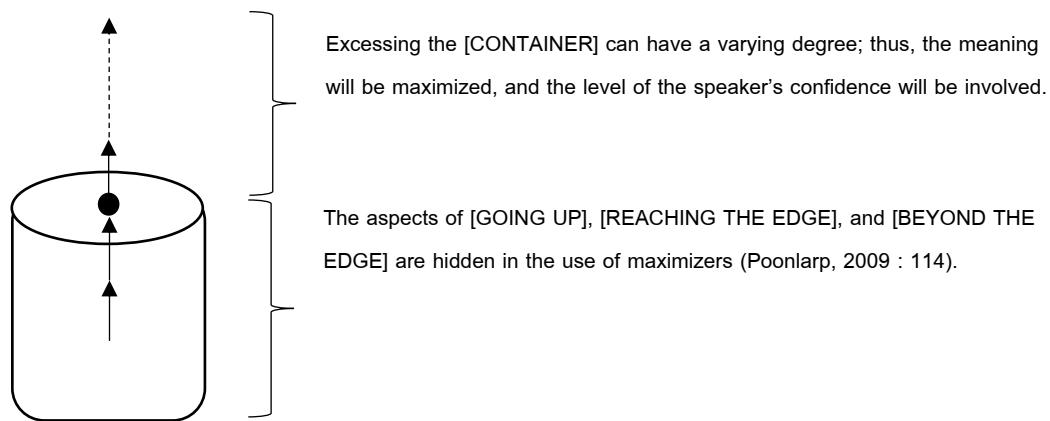 Excessing the [CONTAINER] can have a varying degree; thus, the meaning
will be maximized, and the level of the speaker’s confidence will be involved.
The aspects of [GOING UP], [REACHING THE EDGE], and [BEYOND THE
EDGE] are hidden in the use of maximizers (Poonlarp, 2009 : 114).